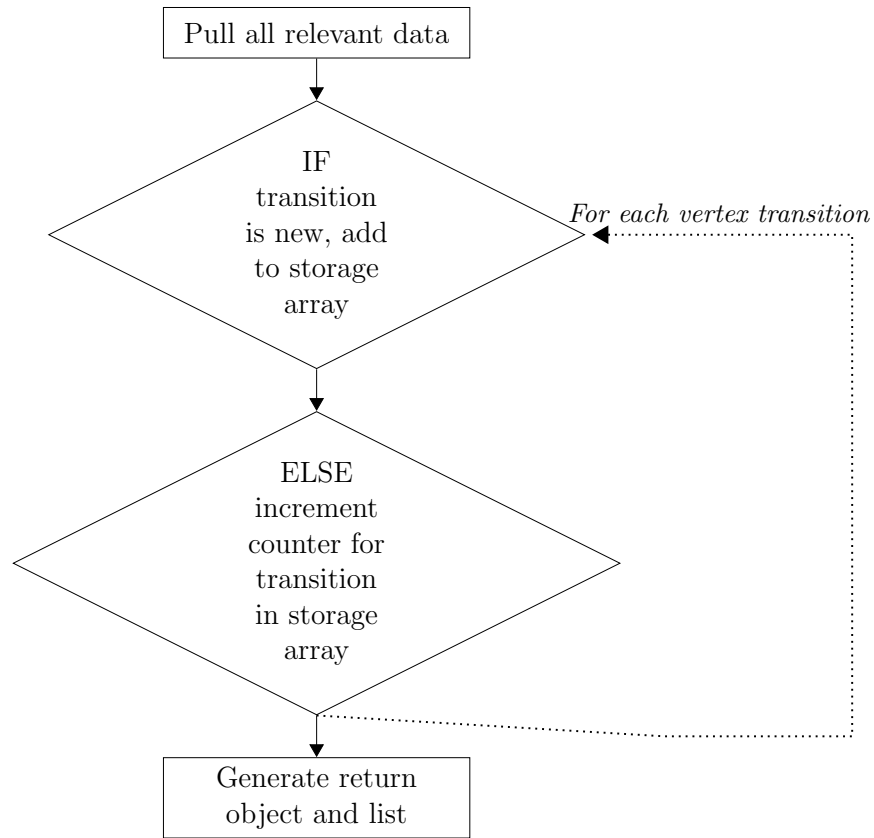 Pull all relevant data
IF
transition
is new, add
to storage
array
For each vertex transition
ELSE
increment
counter for
transition
in storage
array
Generate return
object and list